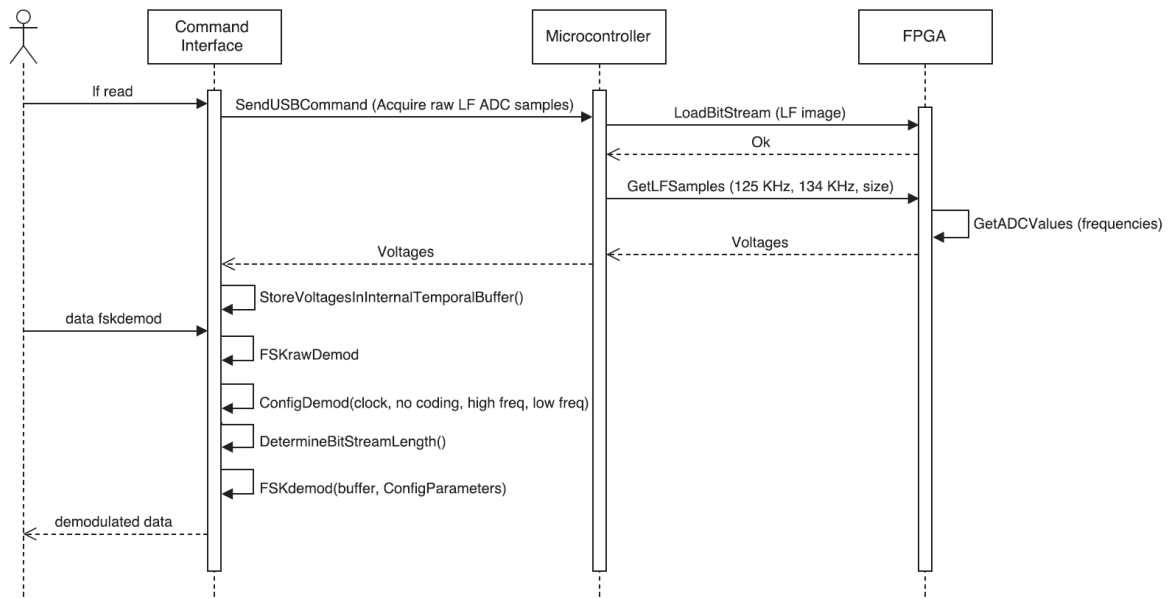 Command
Interface
Microcontroller
FPGA
lf read
SendUSBCommand (Acquire raw LF ADC samples)
LoadBitStream (LF image)
Ok
GetLFSamples (125 KHz, 134 KHz, size)
GetADCValues (frequencies)
Voltages
Voltages
StoreVoltagesInInternalTemporalBuffer()
data fskdemod
FSKrawDemod
ConfigDemod(clock, no coding, high freq, low freq)
DetermineBitStreamLength()
FSKdemod(buffer, ConfigParameters)
demodulated data